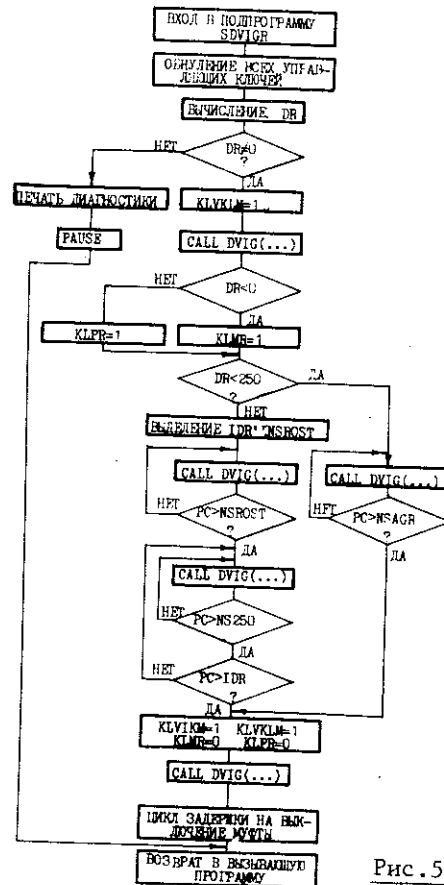 ВХОД В ПОДПРОГРАММУ
SDVIGR
ОБНУЛЕНИЕ ВСЕХ УПРАВ-
ЛЯЮЩИХ КЛЮЧЕЙ
ВЫЧИСЛЕНИЕ DR
НЕТ
DR≠0
?
ДА
ПЕЧАТЬ ДИАГНОСТИКИ
KLVKLM=1
PAUSE
CALL DVIG(...)
НЕТ
DR<0
?
ДА
KLPR=1
KLMR=1
DR<250
?
ДА
НЕТ
ВЫДЕЛЕНИЕ IDR NSROST
CALL DVIG(...)
CALL DVIG(...)
НЕТ
PC>NSROST
?
НЕТ
PC>NSAGR
?
ДА
ДА
CALL DVIG(...)
НЕТ
PC>NS250
?
ДА
НЕТ
PC>IDR
?
ДА
KLVIKM=1 KLVKLM=1
KLMR=0 KLPR=0
CALL DVIG(...)
ЦИКЛ ЗАДЕРЖКИ НА ВЫК-
ЛЮЧЕНИЕ МУФТЫ
ВОЗВРАТ В ВЫЗЫВАЮЩУЮ
ПРОГРАММУ
Рис.5